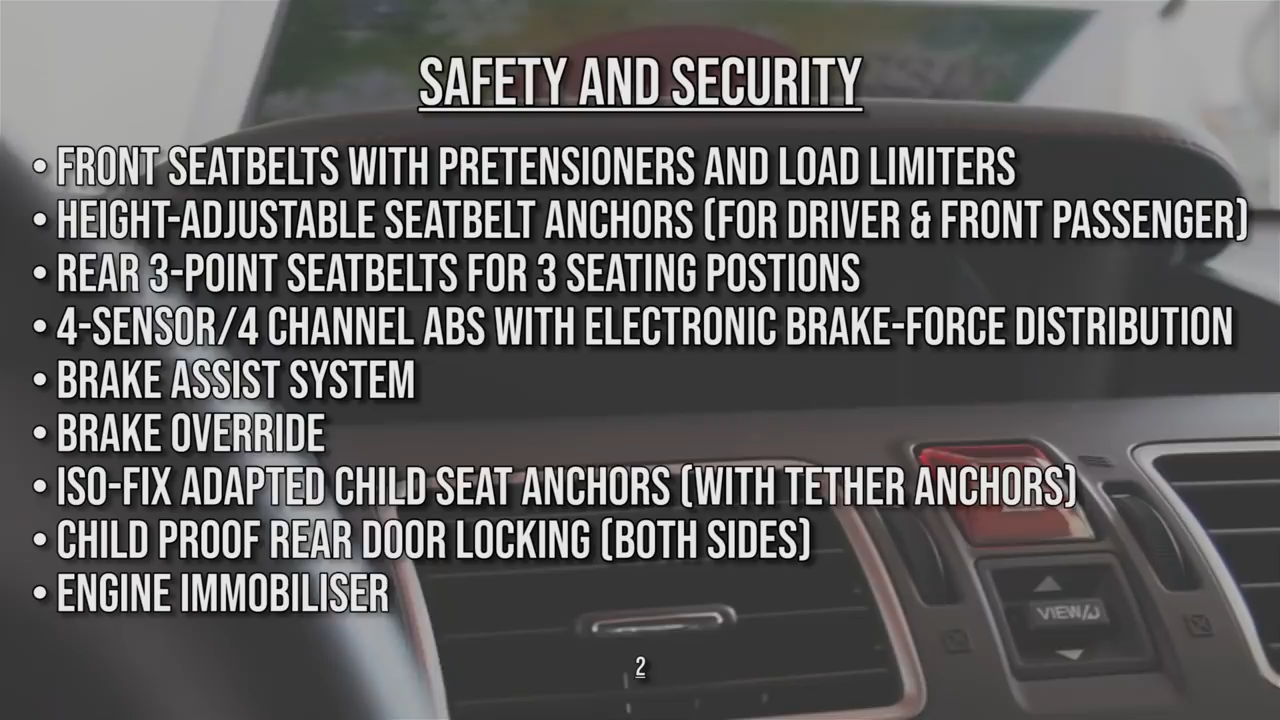 SAFETY AND SECURITY
• FRONT SEATBELTS WITH PRETENSIONERS AND LOAD LIMITERS
• HEIGHT-ADJUSTABLE SEATBELT ANCHORS (FOR DRIVER & FRONT PASSENGER)
• REAR 3-POINT SEATBELTS FOR 3 SEATING POSTIONS
• 4-SENSOR/4 CHANNEL ABS WITH ELECTRONIC BRAKE-FORCE DISTRIBUTION
• BRAKE ASSIST SYSTEM
• BRAKE OVERRIDE
• ISO-FIX ADAPTED CHILD SEAT ANCHORS (WITH TETHER ANCHORS)
• CHILD PROOF REAR DOOR LOCKING (BOTH SIDES)
• ENGINE IMMOBILISER
VIEW/
2